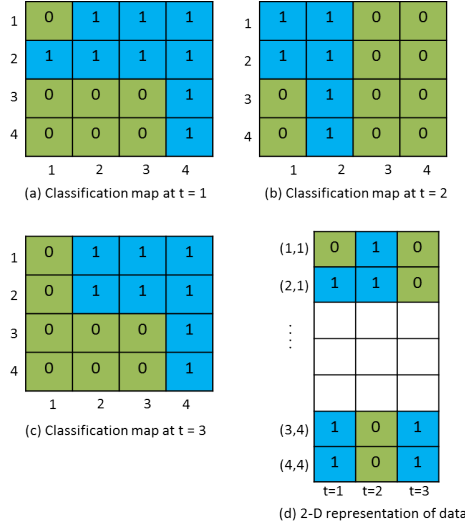 1 0 1 1 1
2 1 1 1 1
3 0 0 0 1
4 0 0 0 1
1 2 3 4
(a) Classification map at t = 1
1 1 1 0 0
2 1 1 0 0
3 0 1 0 0
4 0 1 0 0
1 2 3 4
(b) Classification map at t = 2
1 0 1 1 1
2 0 1 1 1
3 0 0 0 1
4 0 0 0 1
1 2 3 4
(c) Classification map at t = 3
(1,1) 0 1 0
(2,1) 1 1 0
(3,4) 1 0 1
(4,4) 1 0 1
t=1 t=2 t=3
(d) 2-D representation of data